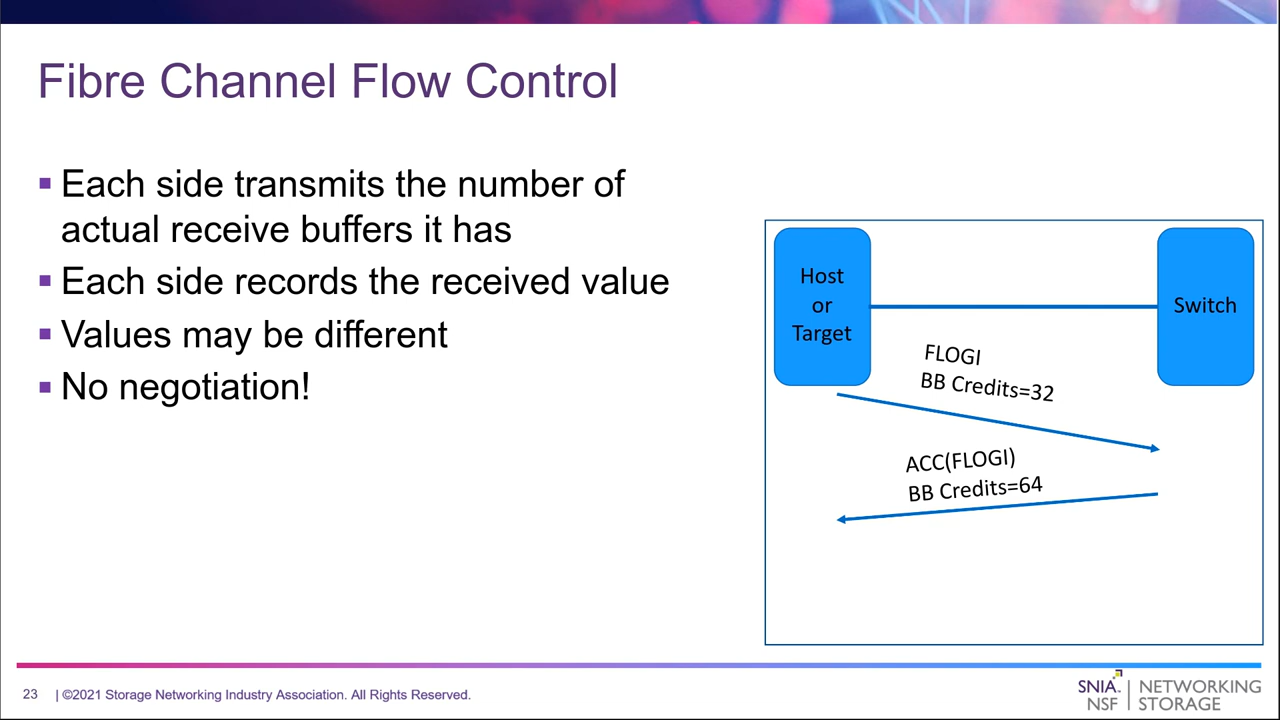 Fibre Channel Flow Control
▪ Each side transmits the number of
actual receive buffers it has
▪ Each side records the received value
▪ Values may be different
▪ No negotiation!
Host
or
Target
Switch
FLOGI
BB Credits=32
ACC(FLOGI)
BB Credits=64
23 | ©2021 Storage Networking Industry Association. All Rights Reserved.
SNIA. | NETWORKING
NSF | STORAGE